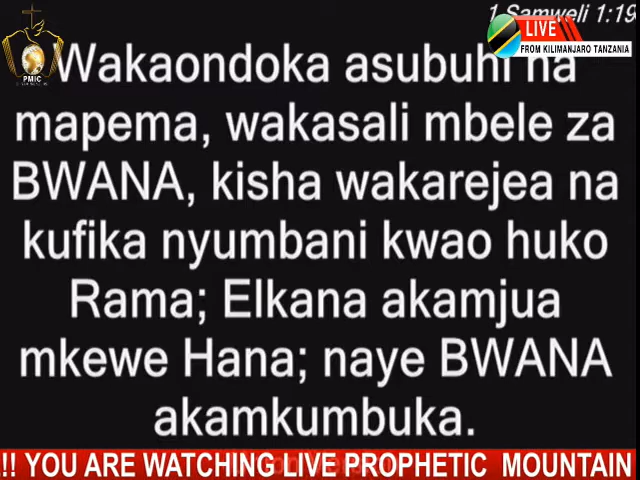 1 Samweli 1:19
LIVE
FROM KILIMANJARO TANZANIA
PMIC
Wakaondoka asubuhi na
mapema, wakasali mbele za
BWANA, kisha wakarejea na
kufika nyumbani kwao huko
Rama; Elkana akamjua
mkewe Hana; naye BWANA
akamkumbuka.
!! YOU ARE WATCHING LIVE PROPHETIC MOUNTAIN